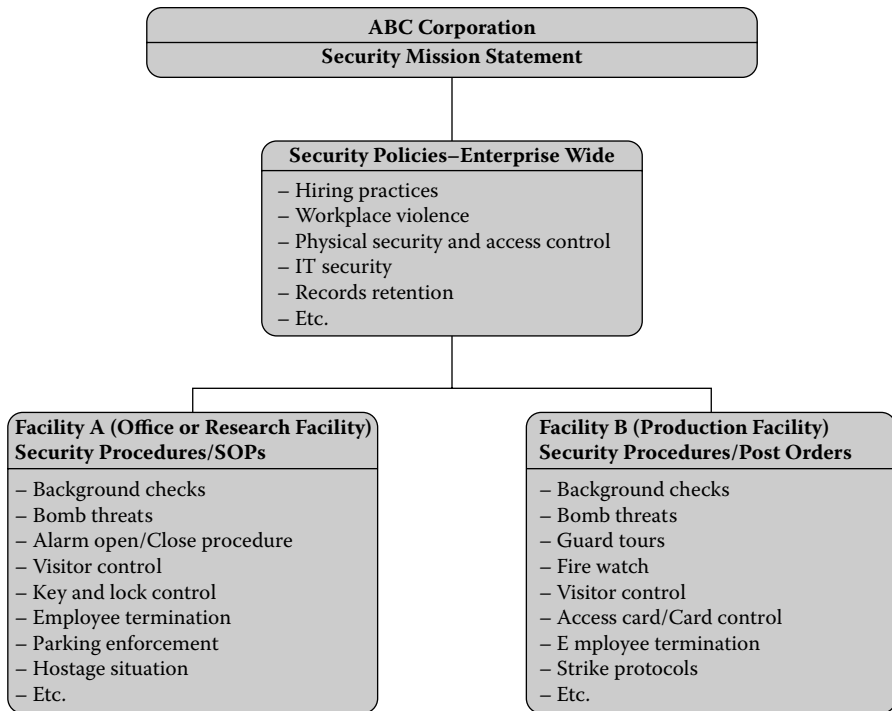 ABC Corporation
Security Mission Statement
Security Policies–Enterprise Wide
– Hiring practices
– Workplace violence
– Physical security and access control
– IT security
– Records retention
– Etc.
Facility A (Office or Research Facility)
Security Procedures/SOPs
– Background checks
– Bomb threats
– Alarm open/Close procedure
– Visitor control
– Key and lock control
– Employee termination
– Parking enforcement
– Hostage situation
– Etc.
Facility B (Production Facility)
Security Procedures/Post Orders
– Background checks
– Bomb threats
– Guard tours
– Fire watch
– Visitor control
– Access card/Card control
– E mployee termination
– Strike protocols
– Etc.